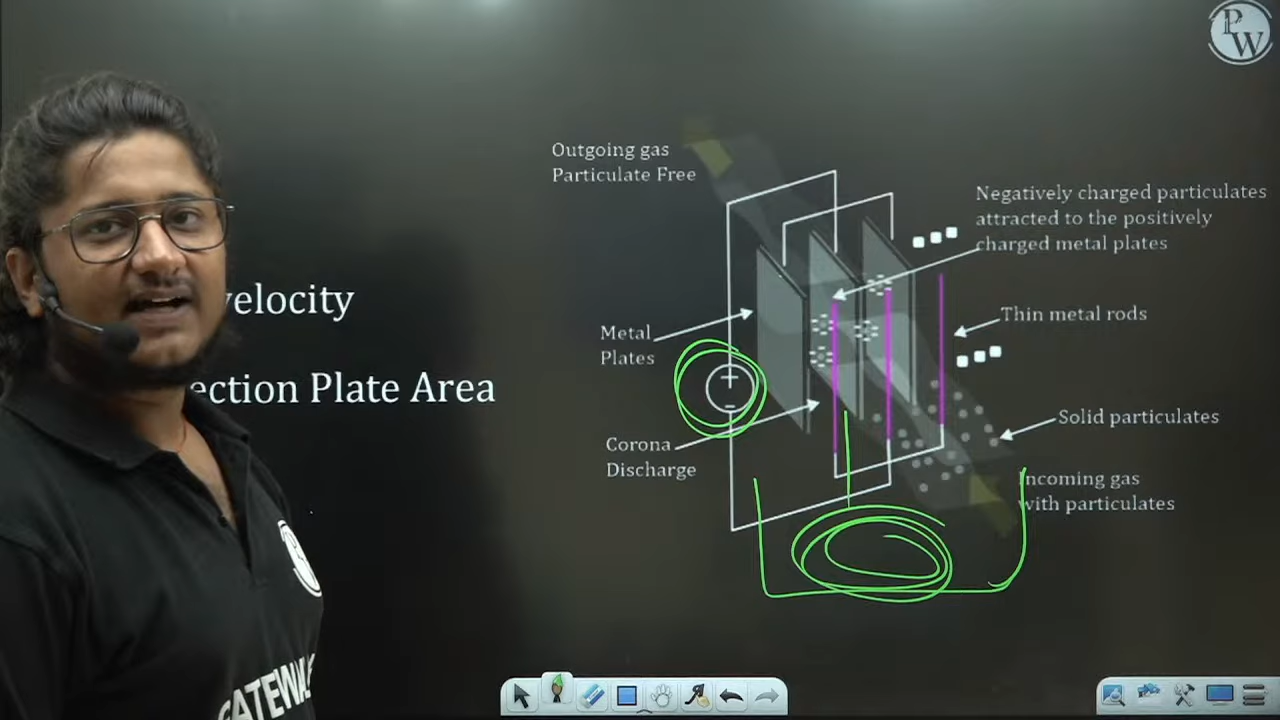 PW
Outgoing gas
Particulate Free
Negatively charged particulates
attracted to the positively
charged metal plates
velocity
Metal
Plates
Thin metal rods
ection Plate Area
+
-
Corona
Discharge
Solid particulates
Incoming gas
with particulates